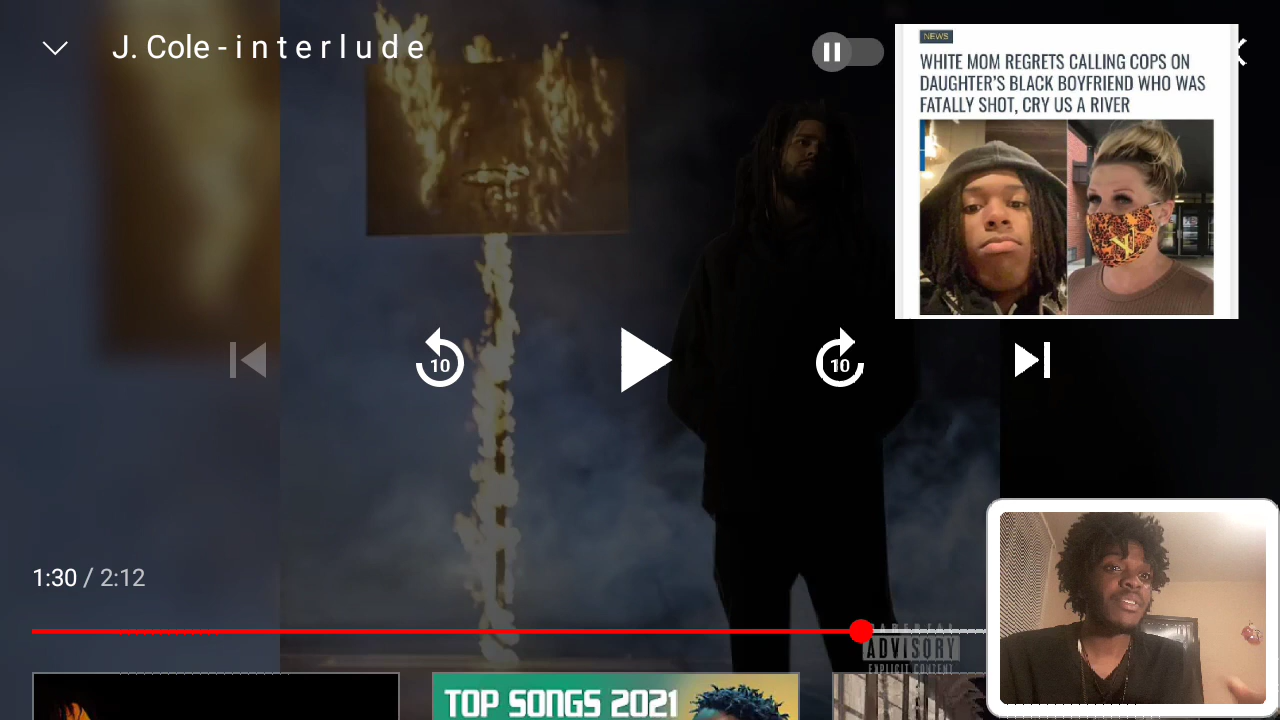 J. Cole - i n t e r l u d e
NEWS
WHITE MOM REGRETS CALLING COPS ON
DAUGHTER'S BLACK BOYFRIEND WHO WAS
FATALLY SHOT, CRY US A RIVER
10
10
1:30 / 2:12
PARENTAL
ADVISORY
EXPLICIT CONTENT
TOP SONGS 2021